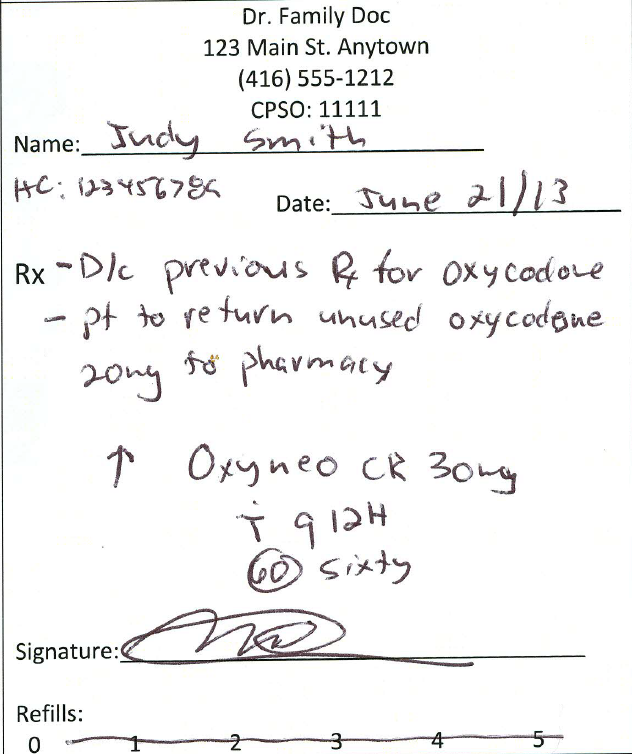 Dr. Family Doc
123 Main St. Anytown
(416) 555-1212
CPSO: 11111
Name: Judy Smith
HC: 123456789
Date: June 21/13
Rx - D/c previous Rx for oxycodone
- pt to return unused oxycodone
20mg to pharmacy
↑ Oxyneo CR 30mg
ṫ q 12H
60 sixty
Signature:
Refills:
0 1 2 3 4 5